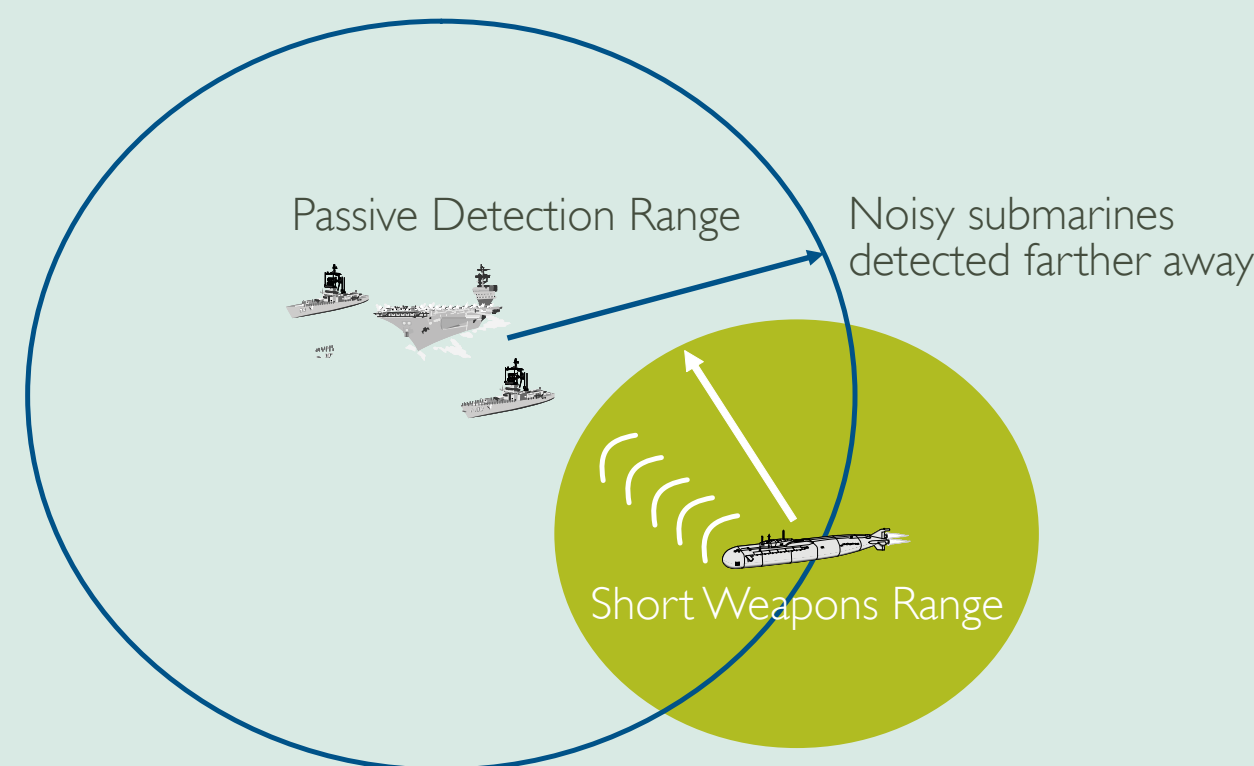 Passive Detection Range
Noisy submarines
detected farther away
Short Weapons Range